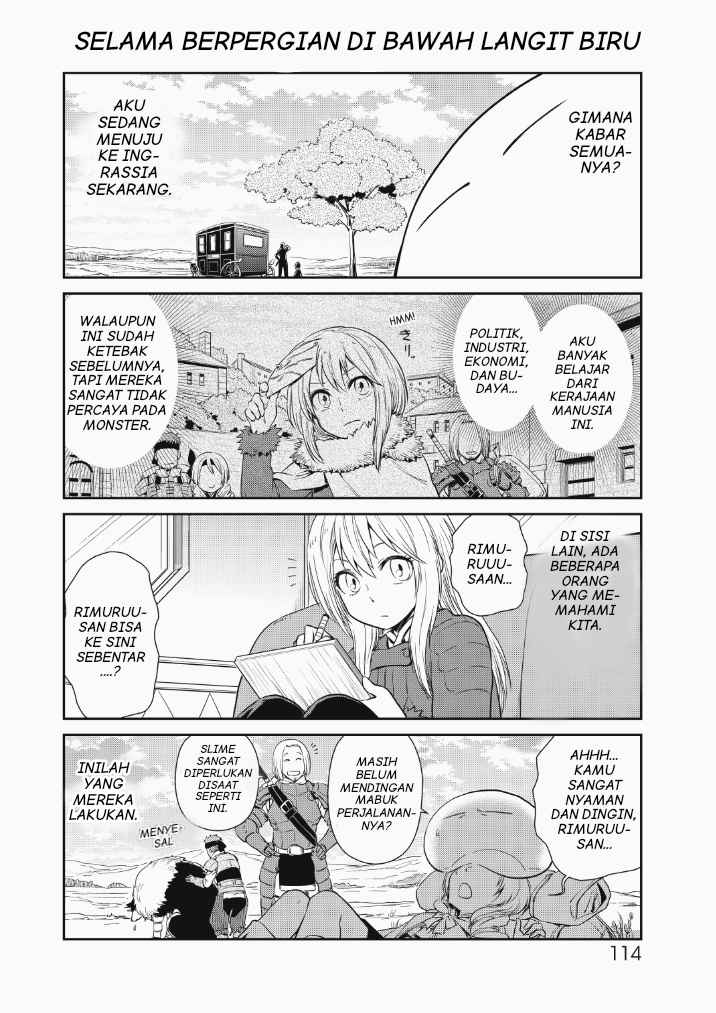 SELAMA BERPERGIAN DI BAWAH LANGIT BIRU
GIMANA
KABAR
SEMUA-
NYA?
AKU
SEDANG
MENUJU
KE ING-
RASSIA
SEKARANG.
AKU
BANYAK
BELAJAR
DARI
KERAJAAN
MANUSIA
INI.
POLITIK,
INDUSTRI,
EKONOMI,
DAN BU-
DAYA...
HMM!
きりっ
WALAUPUN
INI SUDAH
KETEBAK
SEBELUMNYA,
TAPI MEREKA
SANGAT TIDAK
PERCAYA PADA
MONSTER.
DI SISI
LAIN, ADA
BEBERAPA
ORANG
YANG ME-
MAHAMI
KITA.
RIMU-
RUUU-
SAAN...
RIMURUU-
SAN BISA
KE SINI
SEBENTAR
....?
AHHH...
KAMU
SANGAT
NYAMAN
DAN DINGIN,
RIMURUU-
SAN...
MASIH
BELUM
MENDINGAN
MABUK
PERJALANAN-
NYA?
SLIME
SANGAT
DIPERLUKAN
DISAAT
SEPERTI
INI.
INILAH
YANG
MEREKA
LAKUKAN.
MENYE-
SAL
114